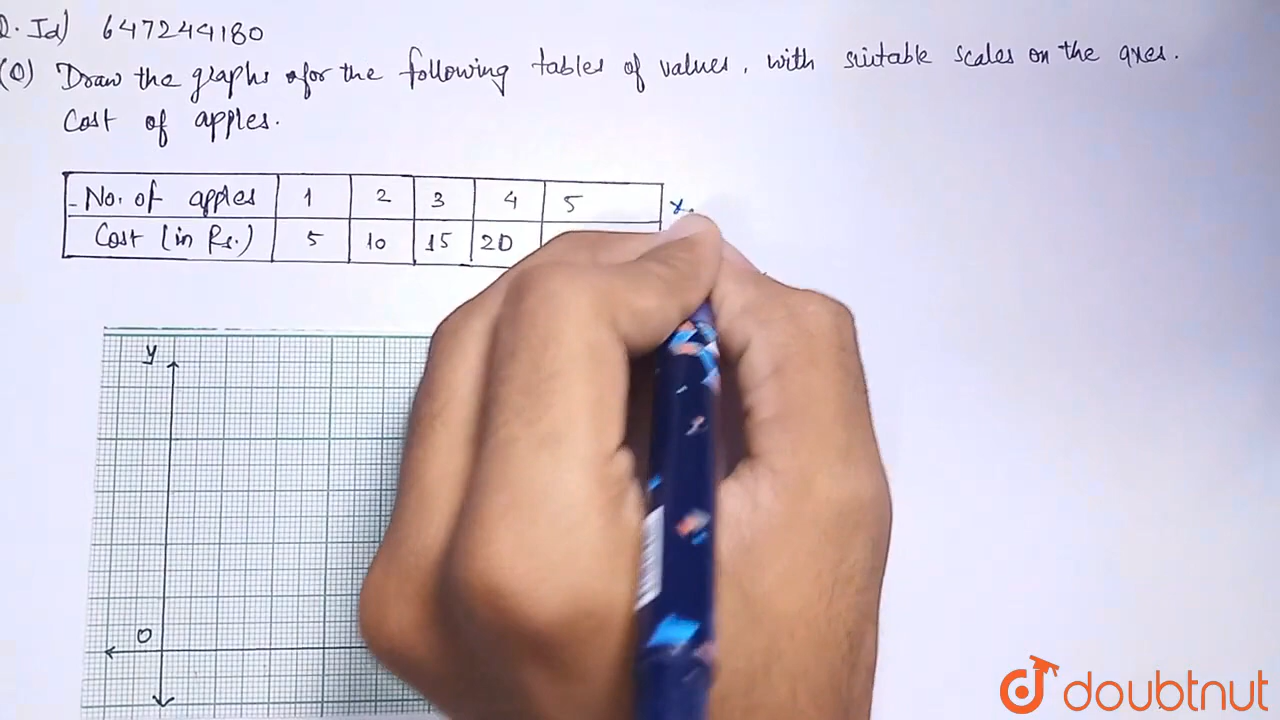 Q. Id) 647244180
(Q) Draw the graphs for the following tables of values, with suitable scales on the axes.
Cost of apples.
No. of apples 1 2 3 4 5 x
Cost (in Rs.) 5 10 15 20
y
O
doubtnut